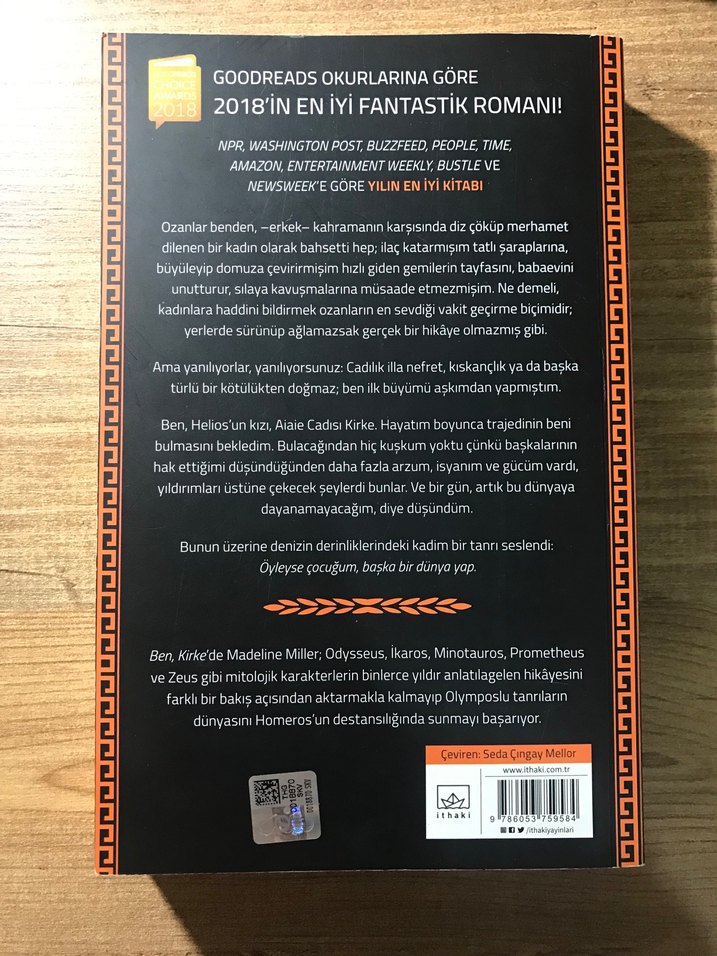 CHOICE
AWARDS
2018
GOODREADS OKURLARINA GÖRE
2018'İN EN İYİ FANTASTİK ROMANI!
NPR, WASHINGTON POST, BUZZFEED, PEOPLE, TIME,
AMAZON, ENTERTAINMENT WEEKLY, BUSTLE VE
NEWSWEEK'E GÖRE YILIN EN İYİ KİTABI
Ozanlar benden, –erkek– kahramanın karşısında diz çöküp merhamet
dilenen bir kadın olarak bahsetti hep; ilaç katarmışım tatlı şaraplarına,
büyüleyip domuza çevirirmişim hızlı giden gemilerin tayfasını, babaevini
unutturur, sılaya kavuşmalarına müsaade etmezmişim. Ne demeli,
kadınlara haddini bildirmek ozanların en sevdiği vakit geçirme biçimidir;
yerlerde sürünüp ağlamazsak gerçek bir hikâye olmazmış gibi.
Ama yanılıyorlar, yanılıyorsunuz: Cadılık illa nefret, kıskançlık ya da başka
türlü bir kötülükten doğmaz; ben ilk büyümü aşkımdan yapmıştım.
Ben, Helios'un kızı, Aiaie Cadısı Kirke. Hayatım boyunca trajedinin beni
bulmasını bekledim. Bulacağından hiç kuşkum yoktu çünkü başkalarının
hak ettiğimi düşündüğünden daha fazla arzum, isyanım ve gücüm vardı,
yıldırımları üstüne çekecek şeylerdi bunlar. Ve bir gün, artık bu dünyaya
dayanamayacağım, diye düşündüm.
Bunun üzerine denizin derinliklerindeki kadim bir tanrı seslendi:
Öyleyse çocuğum, başka bir dünya yap.
Ben, Kirke'de Madeline Miller; Odysseus, İkaros, Minotauros, Prometheus
ve Zeus gibi mitolojik karakterlerin binlerce yıldır anlatılagelen hikâyesini
farklı bir bakış açısından aktarmakla kalmayıp Olymposlu tanrıların
dünyasını Homeros'un destansılığında sunmayı başarıyor.
Çeviren: Seda Çıngay Mellor
www.ithaki.com.tr
ithaki
9 786053 759584
/ithakiyayinlari
THG
SKV